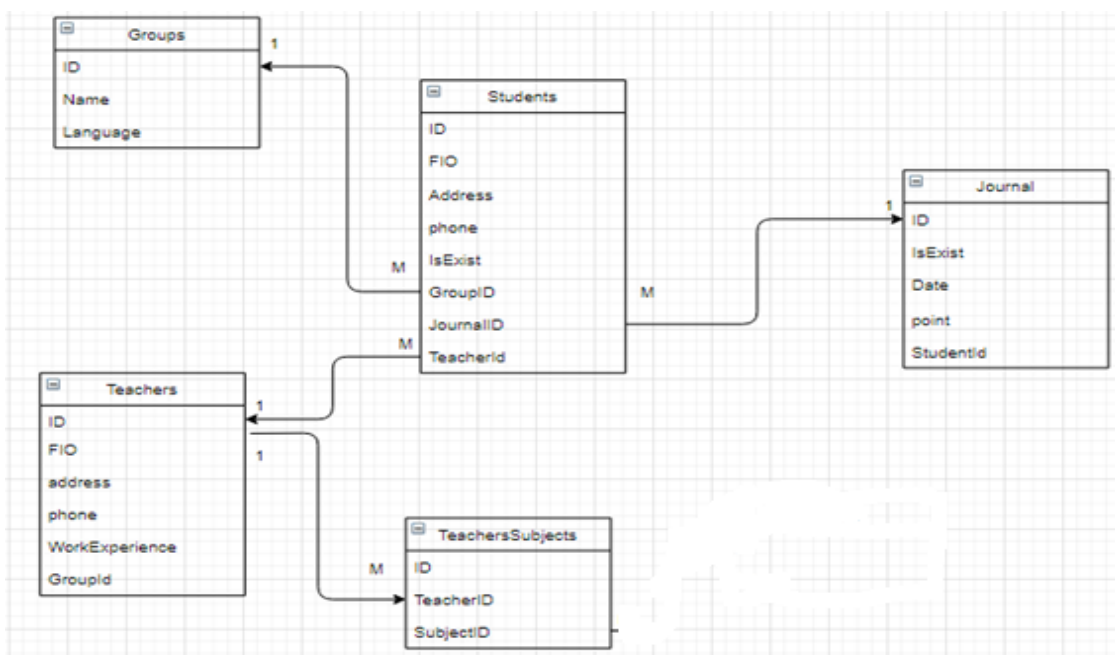 Groups
ID
Name
Language
1
Students
ID
FIO
Address
phone
IsExist
GroupID
JournalID
TeacherId
M
M
M
Journal
1
ID
IsExist
Date
point
StudentId
Teachers
ID
FIO
address
phone
WorkExperience
GroupId
1
1
TeachersSubjects
ID
TeacherID
SubjectID
M